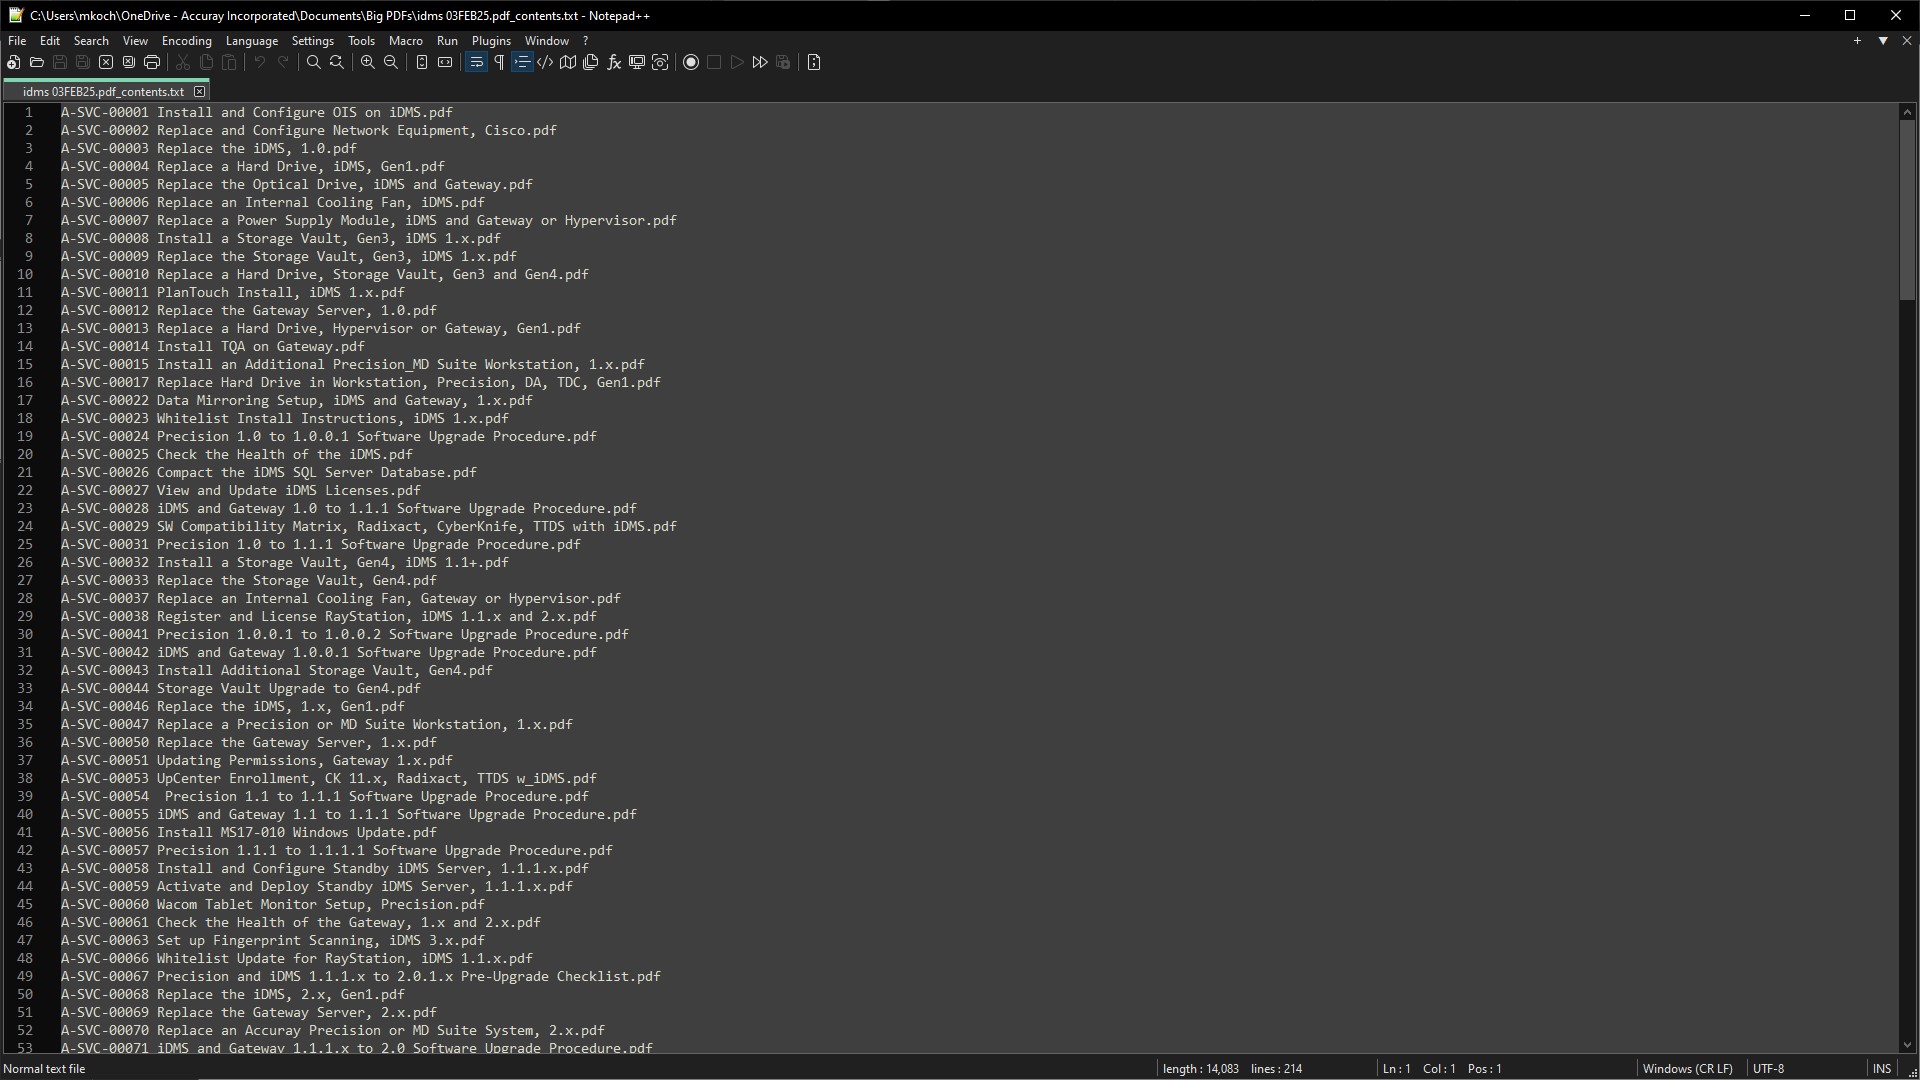 C:\Users\mkoch\OneDrive - Accuray Incorporated\Documents\Big PDFs\idms 03FEB25.pdf_contents.txt - Notepad++
File Edit Search View Encoding Language Settings Tools Macro Run Plugins Window ?
idms 03FEB25.pdf_contents.txt
1 A-SVC-00001 Install and Configure OIS on iDMS.pdf
2 A-SVC-00002 Replace and Configure Network Equipment, Cisco.pdf
3 A-SVC-00003 Replace the iDMS, 1.0.pdf
4 A-SVC-00004 Replace a Hard Drive, iDMS, Gen1.pdf
5 A-SVC-00005 Replace the Optical Drive, iDMS and Gateway.pdf
6 A-SVC-00006 Replace an Internal Cooling Fan, iDMS.pdf
7 A-SVC-00007 Replace a Power Supply Module, iDMS and Gateway or Hypervisor.pdf
8 A-SVC-00008 Install a Storage Vault, Gen3, iDMS 1.x.pdf
9 A-SVC-00009 Replace the Storage Vault, Gen3, iDMS 1.x.pdf
10 A-SVC-00010 Replace a Hard Drive, Storage Vault, Gen3 and Gen4.pdf
11 A-SVC-00011 PlanTouch Install, iDMS 1.x.pdf
12 A-SVC-00012 Replace the Gateway Server, 1.0.pdf
13 A-SVC-00013 Replace a Hard Drive, Hypervisor or Gateway, Gen1.pdf
14 A-SVC-00014 Install TQA on Gateway.pdf
15 A-SVC-00015 Install an Additional Precision_MD Suite Workstation, 1.x.pdf
16 A-SVC-00017 Replace Hard Drive in Workstation, Precision, DA, TDC, Gen1.pdf
17 A-SVC-00022 Data Mirroring Setup, iDMS and Gateway, 1.x.pdf
18 A-SVC-00023 Whitelist Install Instructions, iDMS 1.x.pdf
19 A-SVC-00024 Precision 1.0 to 1.0.0.1 Software Upgrade Procedure.pdf
20 A-SVC-00025 Check the Health of the iDMS.pdf
21 A-SVC-00026 Compact the iDMS SQL Server Database.pdf
22 A-SVC-00027 View and Update iDMS Licenses.pdf
23 A-SVC-00028 iDMS and Gateway 1.0 to 1.1.1 Software Upgrade Procedure.pdf
24 A-SVC-00029 SW Compatibility Matrix, Radixact, CyberKnife, TTDS with iDMS.pdf
25 A-SVC-00031 Precision 1.0 to 1.1.1 Software Upgrade Procedure.pdf
26 A-SVC-00032 Install a Storage Vault, Gen4, iDMS 1.1+.pdf
27 A-SVC-00033 Replace the Storage Vault, Gen4.pdf
28 A-SVC-00037 Replace an Internal Cooling Fan, Gateway or Hypervisor.pdf
29 A-SVC-00038 Register and License RayStation, iDMS 1.1.x and 2.x.pdf
30 A-SVC-00041 Precision 1.0.0.1 to 1.0.0.2 Software Upgrade Procedure.pdf
31 A-SVC-00042 iDMS and Gateway 1.0.0.1 Software Upgrade Procedure.pdf
32 A-SVC-00043 Install Additional Storage Vault, Gen4.pdf
33 A-SVC-00044 Storage Vault Upgrade to Gen4.pdf
34 A-SVC-00046 Replace the iDMS, 1.x, Gen1.pdf
35 A-SVC-00047 Replace a Precision or MD Suite Workstation, 1.x.pdf
36 A-SVC-00050 Replace the Gateway Server, 1.x.pdf
37 A-SVC-00051 Updating Permissions, Gateway 1.x.pdf
38 A-SVC-00053 UpCenter Enrollment, CK 11.x, Radixact, TTDS w_iDMS.pdf
39 A-SVC-00054  Precision 1.1 to 1.1.1 Software Upgrade Procedure.pdf
40 A-SVC-00055 iDMS and Gateway 1.1 to 1.1.1 Software Upgrade Procedure.pdf
41 A-SVC-00056 Install MS17-010 Windows Update.pdf
42 A-SVC-00057 Precision 1.1.1 to 1.1.1.1 Software Upgrade Procedure.pdf
43 A-SVC-00058 Install and Configure Standby iDMS Server, 1.1.1.x.pdf
44 A-SVC-00059 Activate and Deploy Standby iDMS Server, 1.1.1.x.pdf
45 A-SVC-00060 Wacom Tablet Monitor Setup, Precision.pdf
46 A-SVC-00061 Check the Health of the Gateway, 1.x and 2.x.pdf
47 A-SVC-00063 Set up Fingerprint Scanning, iDMS 3.x.pdf
48 A-SVC-00066 Whitelist Update for RayStation, iDMS 1.1.x.pdf
49 A-SVC-00067 Precision and iDMS 1.1.1.x to 2.0.1.x Pre-Upgrade Checklist.pdf
50 A-SVC-00068 Replace the iDMS, 2.x, Gen1.pdf
51 A-SVC-00069 Replace the Gateway Server, 2.x.pdf
52 A-SVC-00070 Replace an Accuray Precision or MD Suite System, 2.x.pdf
53 A-SVC-00071 iDMS and Gateway 1.1.1.x to 2.0 Software Upgrade Procedure.pdf
Normal text file length : 14,083 lines : 214 Ln : 1 Col : 1 Pos : 1 Windows (CR LF) UTF-8 INS